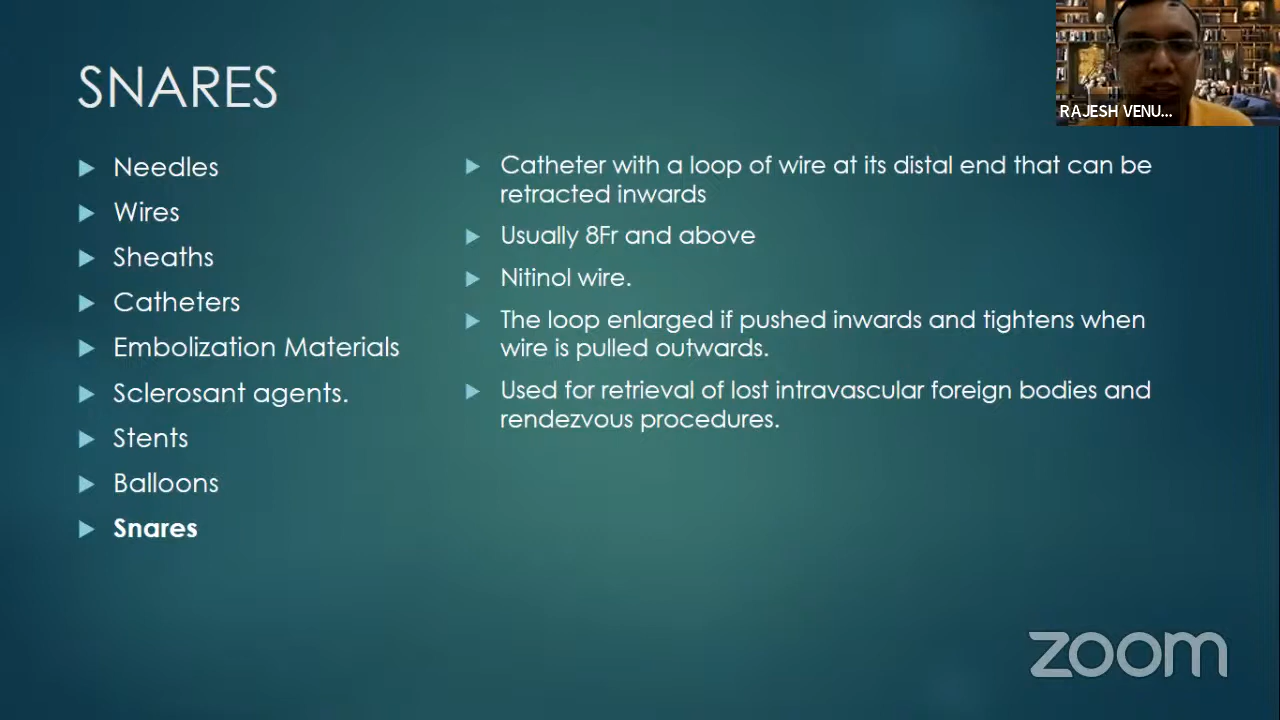 SNARES
Needles
Wires
Sheaths
Catheters
Embolization Materials
Sclerosant agents.
Stents
Balloons
Snares
Catheter with a loop of wire at its distal end that can be
retracted inwards
Usually 8Fr and above
Nitinol wire.
The loop enlarged if pushed inwards and tightens when
wire is pulled outwards.
Used for retrieval of lost intravascular foreign bodies and
rendezvous procedures.
RAJESH VENU...
zoom